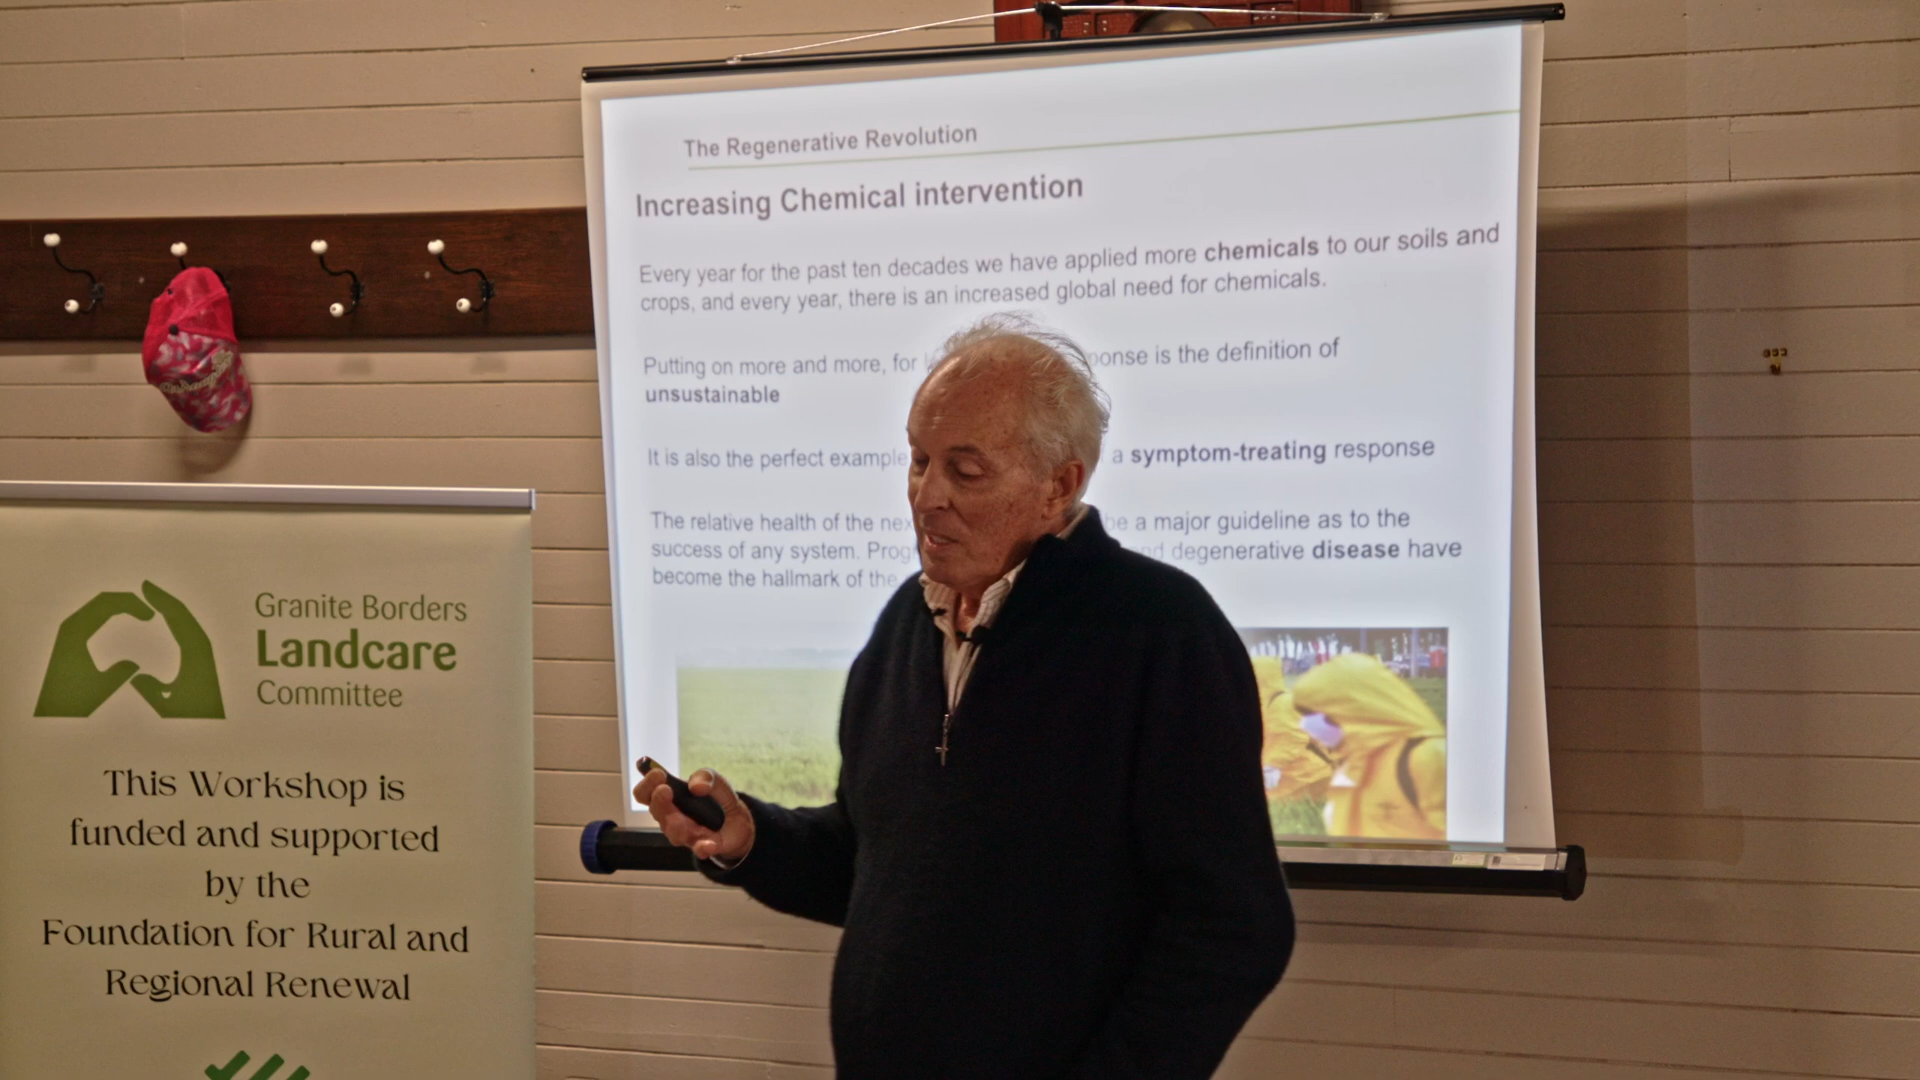 The Regenerative Revolution
Increasing Chemical intervention
Every year for the past ten decades we have applied more chemicals to our soils and
crops, and every year, there is an increased global need for chemicals.
Putting on more and more, for is the definition of
unsustainable
It is also the perfect example a symptom-treating response
The relative health of the be a major guideline as to the
success of any system. degenerative disease have
become the hallmark of the
Granite Borders
Landcare
Committee
This Workshop is
funded and supported
by the
Foundation for Rural and
Regional Renewal